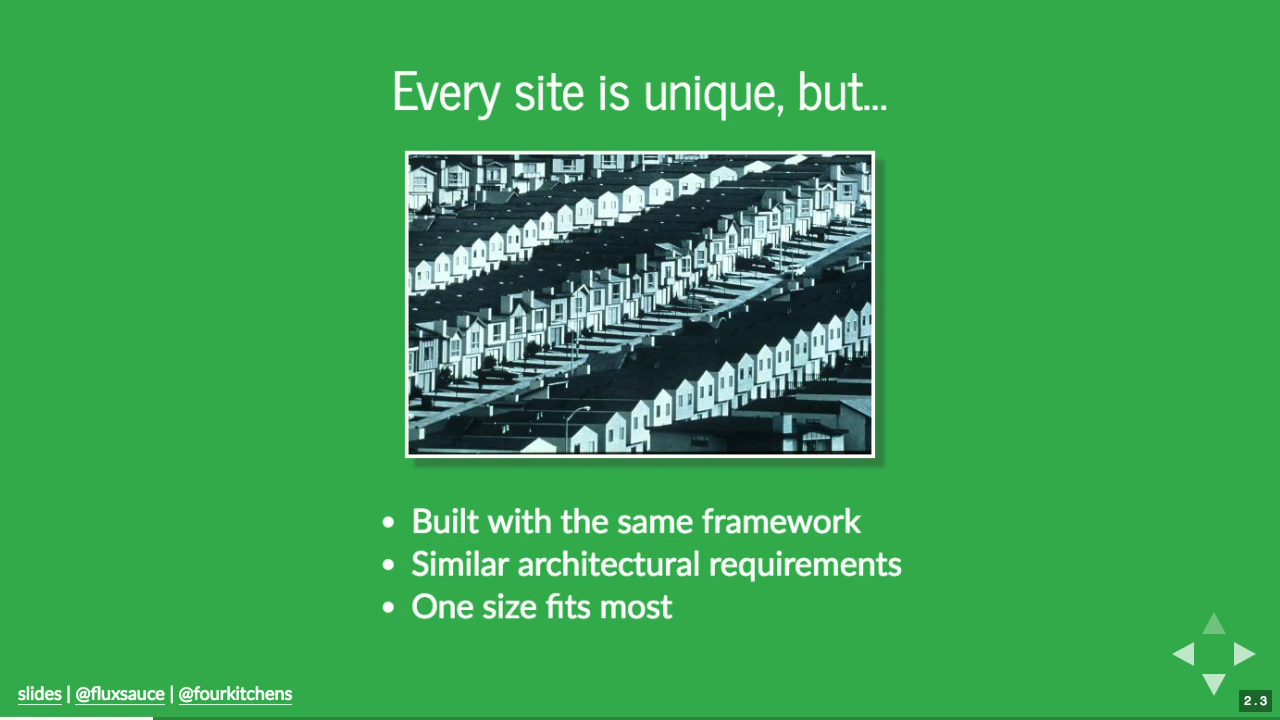 Every site is unique, but...
• Built with the same framework
• Similar architectural requirements
• One size fits most
slides | @fluxsauce | @fourkitchens
2.3